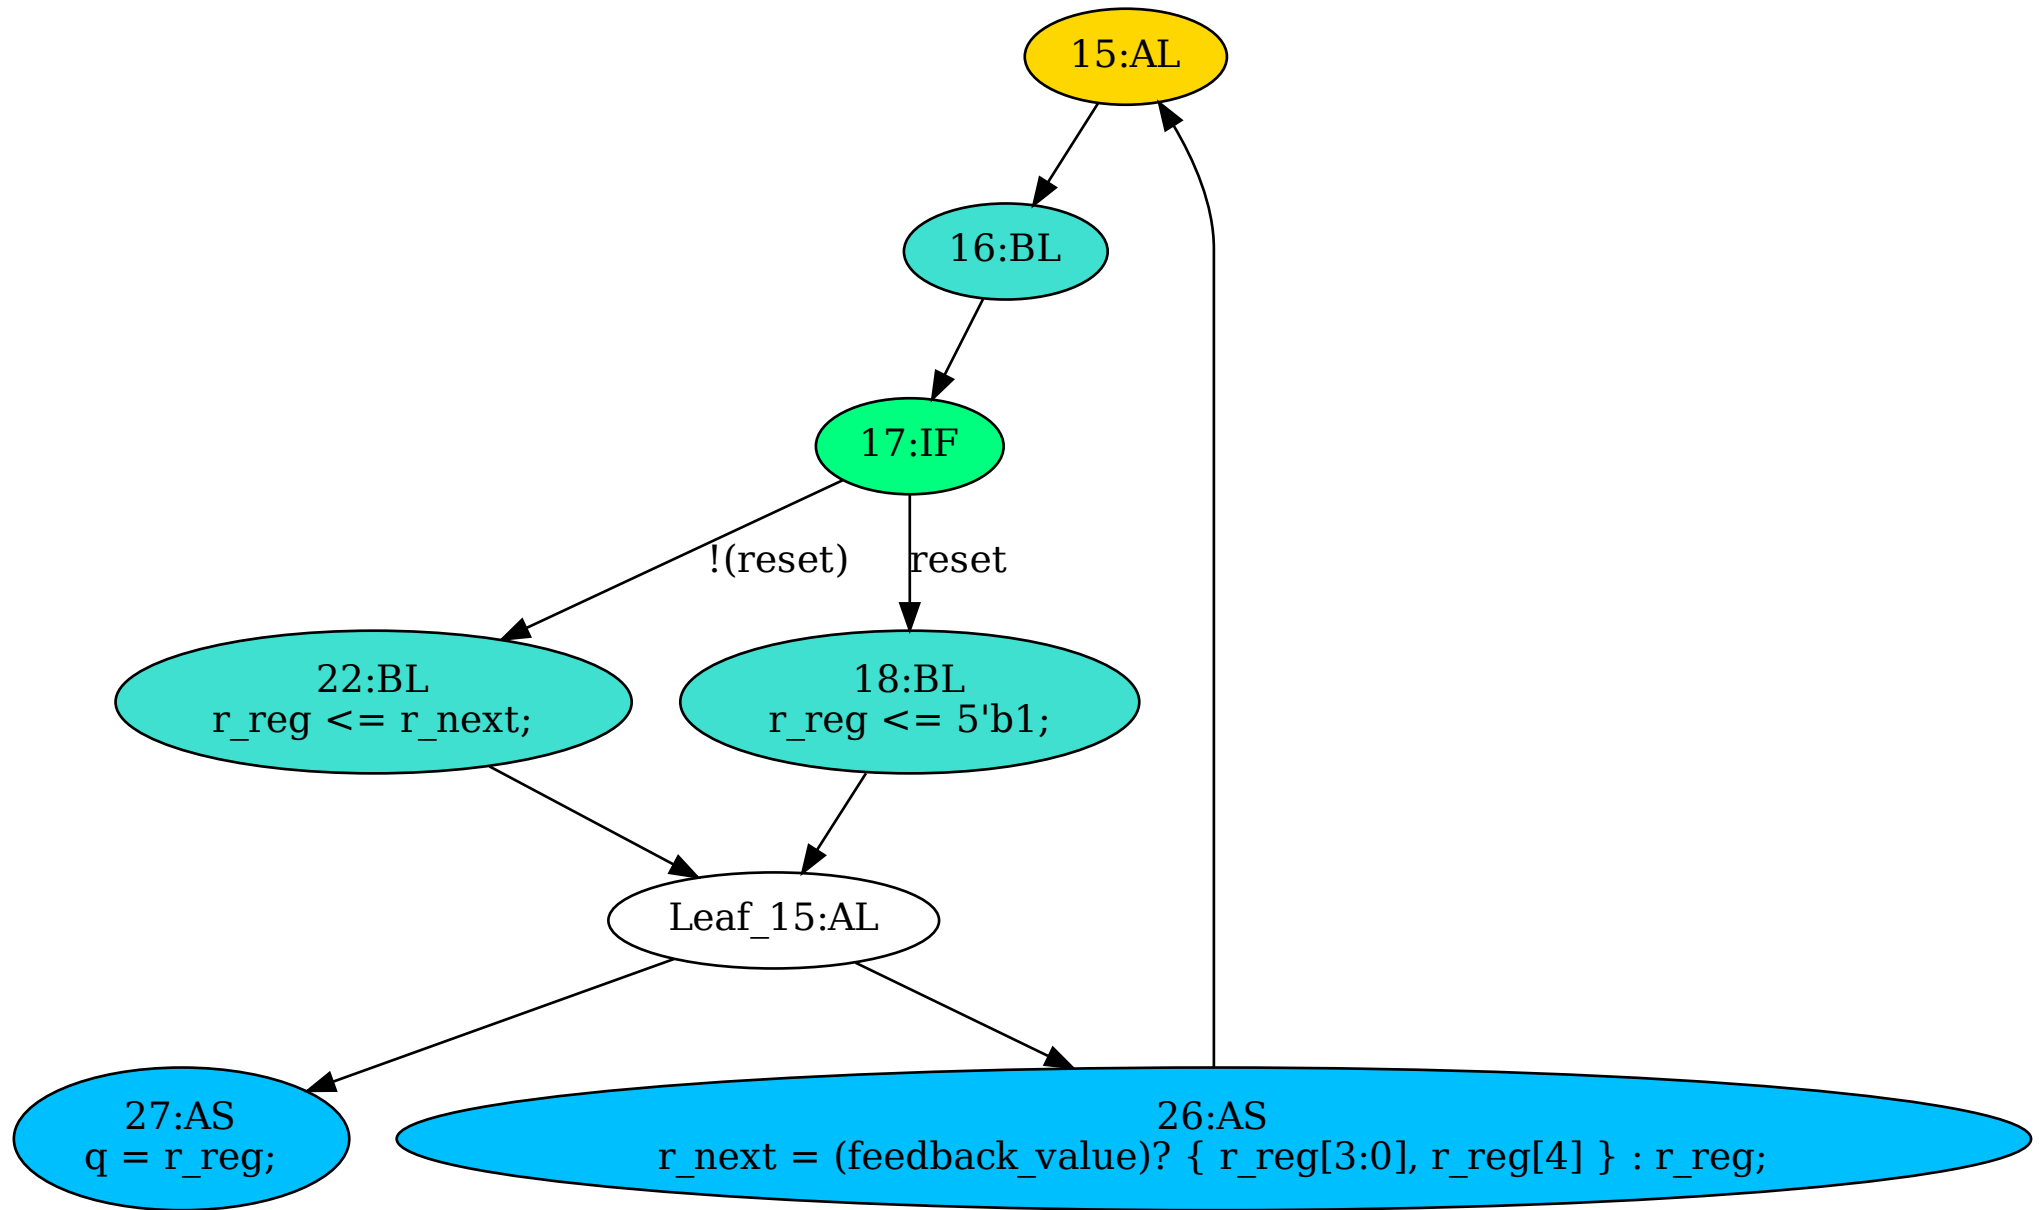 15:AL
16:BL
17:IF
!(reset)
reset
22:BL
r_reg <= r_next;
18:BL
r_reg <= 5'b1;
Leaf_15:AL
27:AS
q = r_reg;
26:AS
r_next = (feedback_value)? { r_reg[3:0], r_reg[4] } : r_reg;